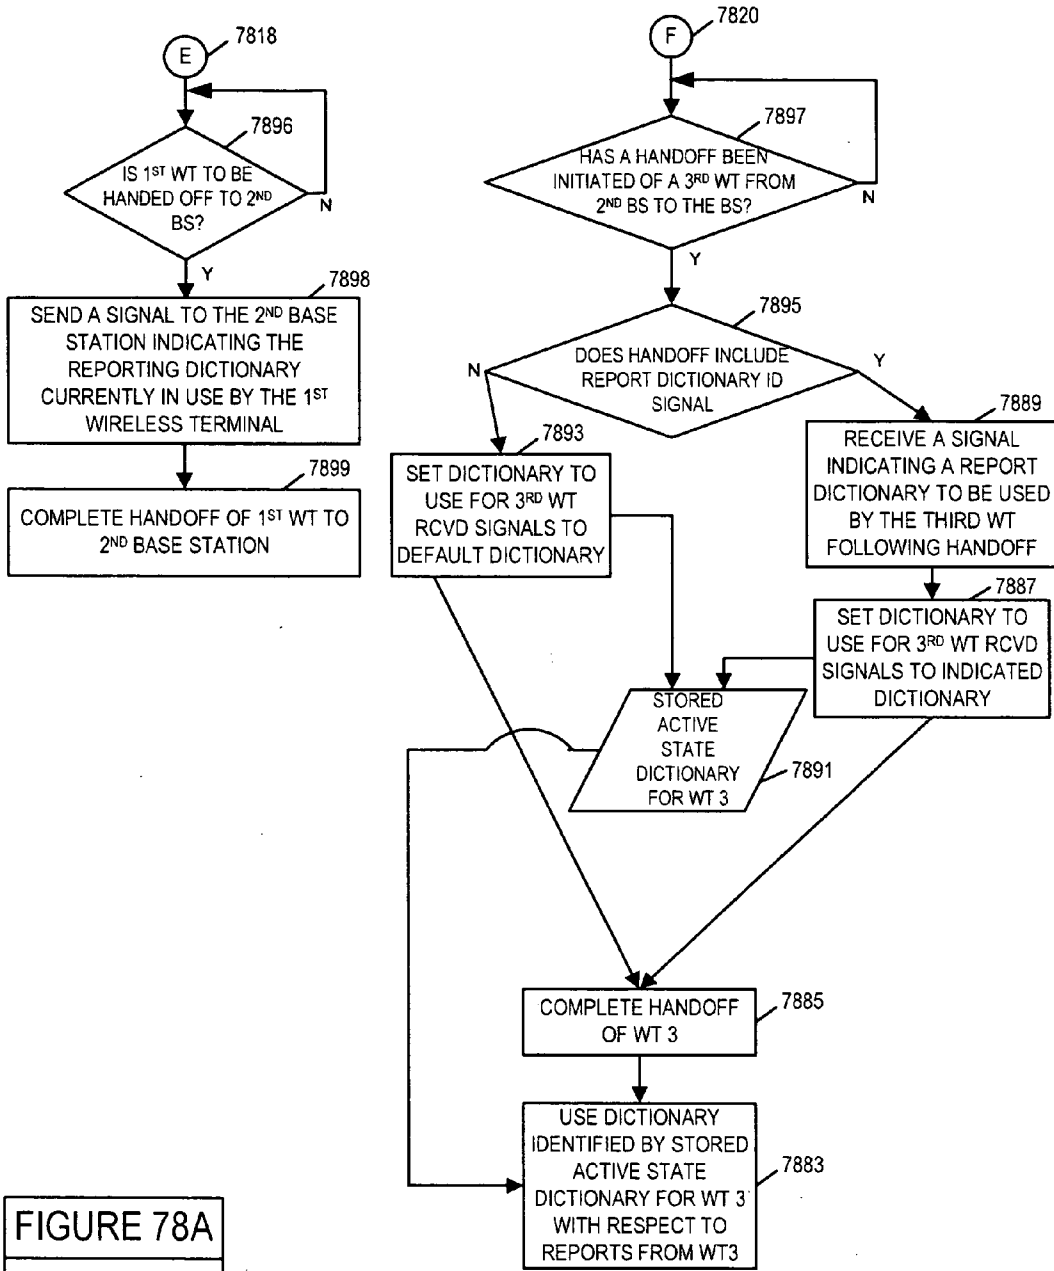 E
7818
7896
IS 1ST WT TO BE
HANDED OFF TO 2ND
BS?
N
Y
7898
SEND A SIGNAL TO THE 2ND BASE
STATION INDICATING THE
REPORTING DICTIONARY
CURRENTLY IN USE BY THE 1ST
WIRELESS TERMINAL
7899
COMPLETE HANDOFF OF 1ST WT TO
2ND BASE STATION
F
7820
7897
HAS A HANDOFF BEEN
INITIATED OF A 3RD WT FROM
2ND BS TO THE BS?
N
Y
7895
DOES HANDOFF INCLUDE
REPORT DICTIONARY ID
SIGNAL
N
Y
7893
SET DICTIONARY TO
USE FOR 3RD WT
RCVD SIGNALS TO
DEFAULT DICTIONARY
7889
RECEIVE A SIGNAL
INDICATING A REPORT
DICTIONARY TO BE USED
BY THE THIRD WT
FOLLOWING HANDOFF
7887
SET DICTIONARY TO
USE FOR 3RD WT RCVD
SIGNALS TO INDICATED
DICTIONARY
STORED
ACTIVE
STATE
DICTIONARY
FOR WT 3
7891
COMPLETE HANDOFF
OF WT 3
7885
USE DICTIONARY
IDENTIFIED BY STORED
ACTIVE STATE
DICTIONARY FOR WT 3
WITH RESPECT TO
REPORTS FROM WT3
7883
FIGURE 78A